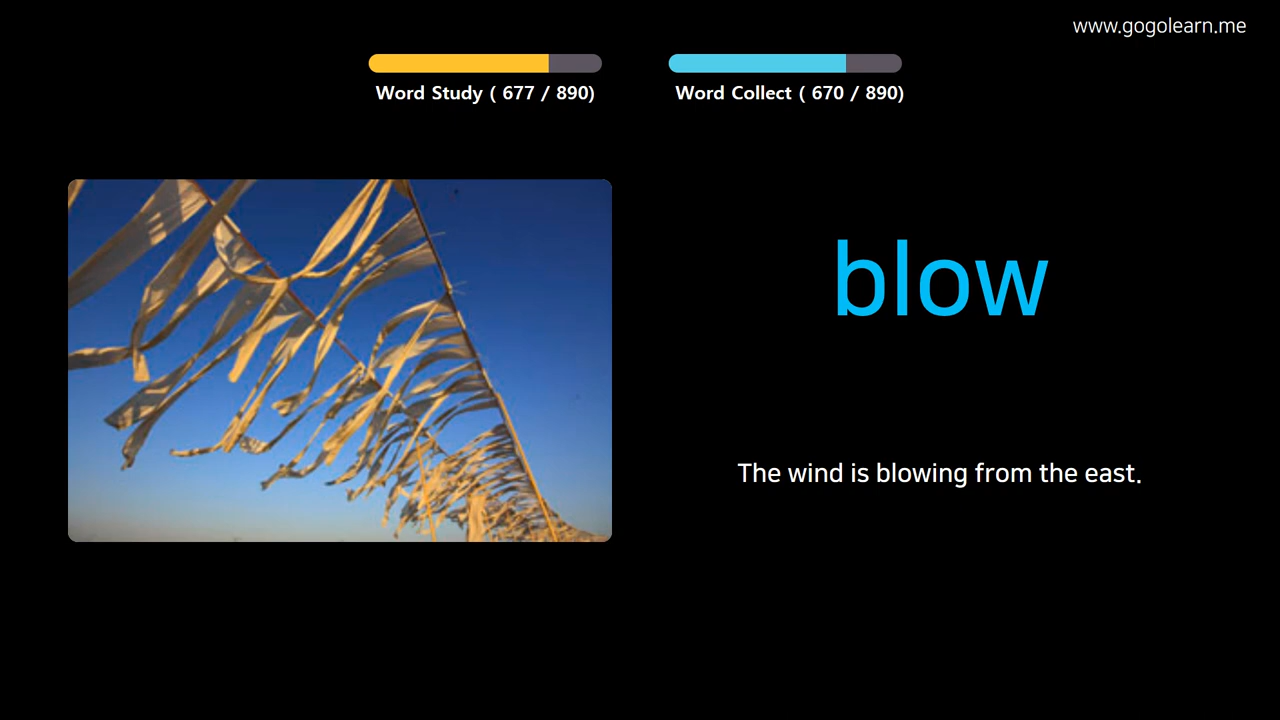 www.gogolearn.me
Word Study ( 677 / 890)
Word Collect ( 670 / 890)
blow
The wind is blowing from the east.